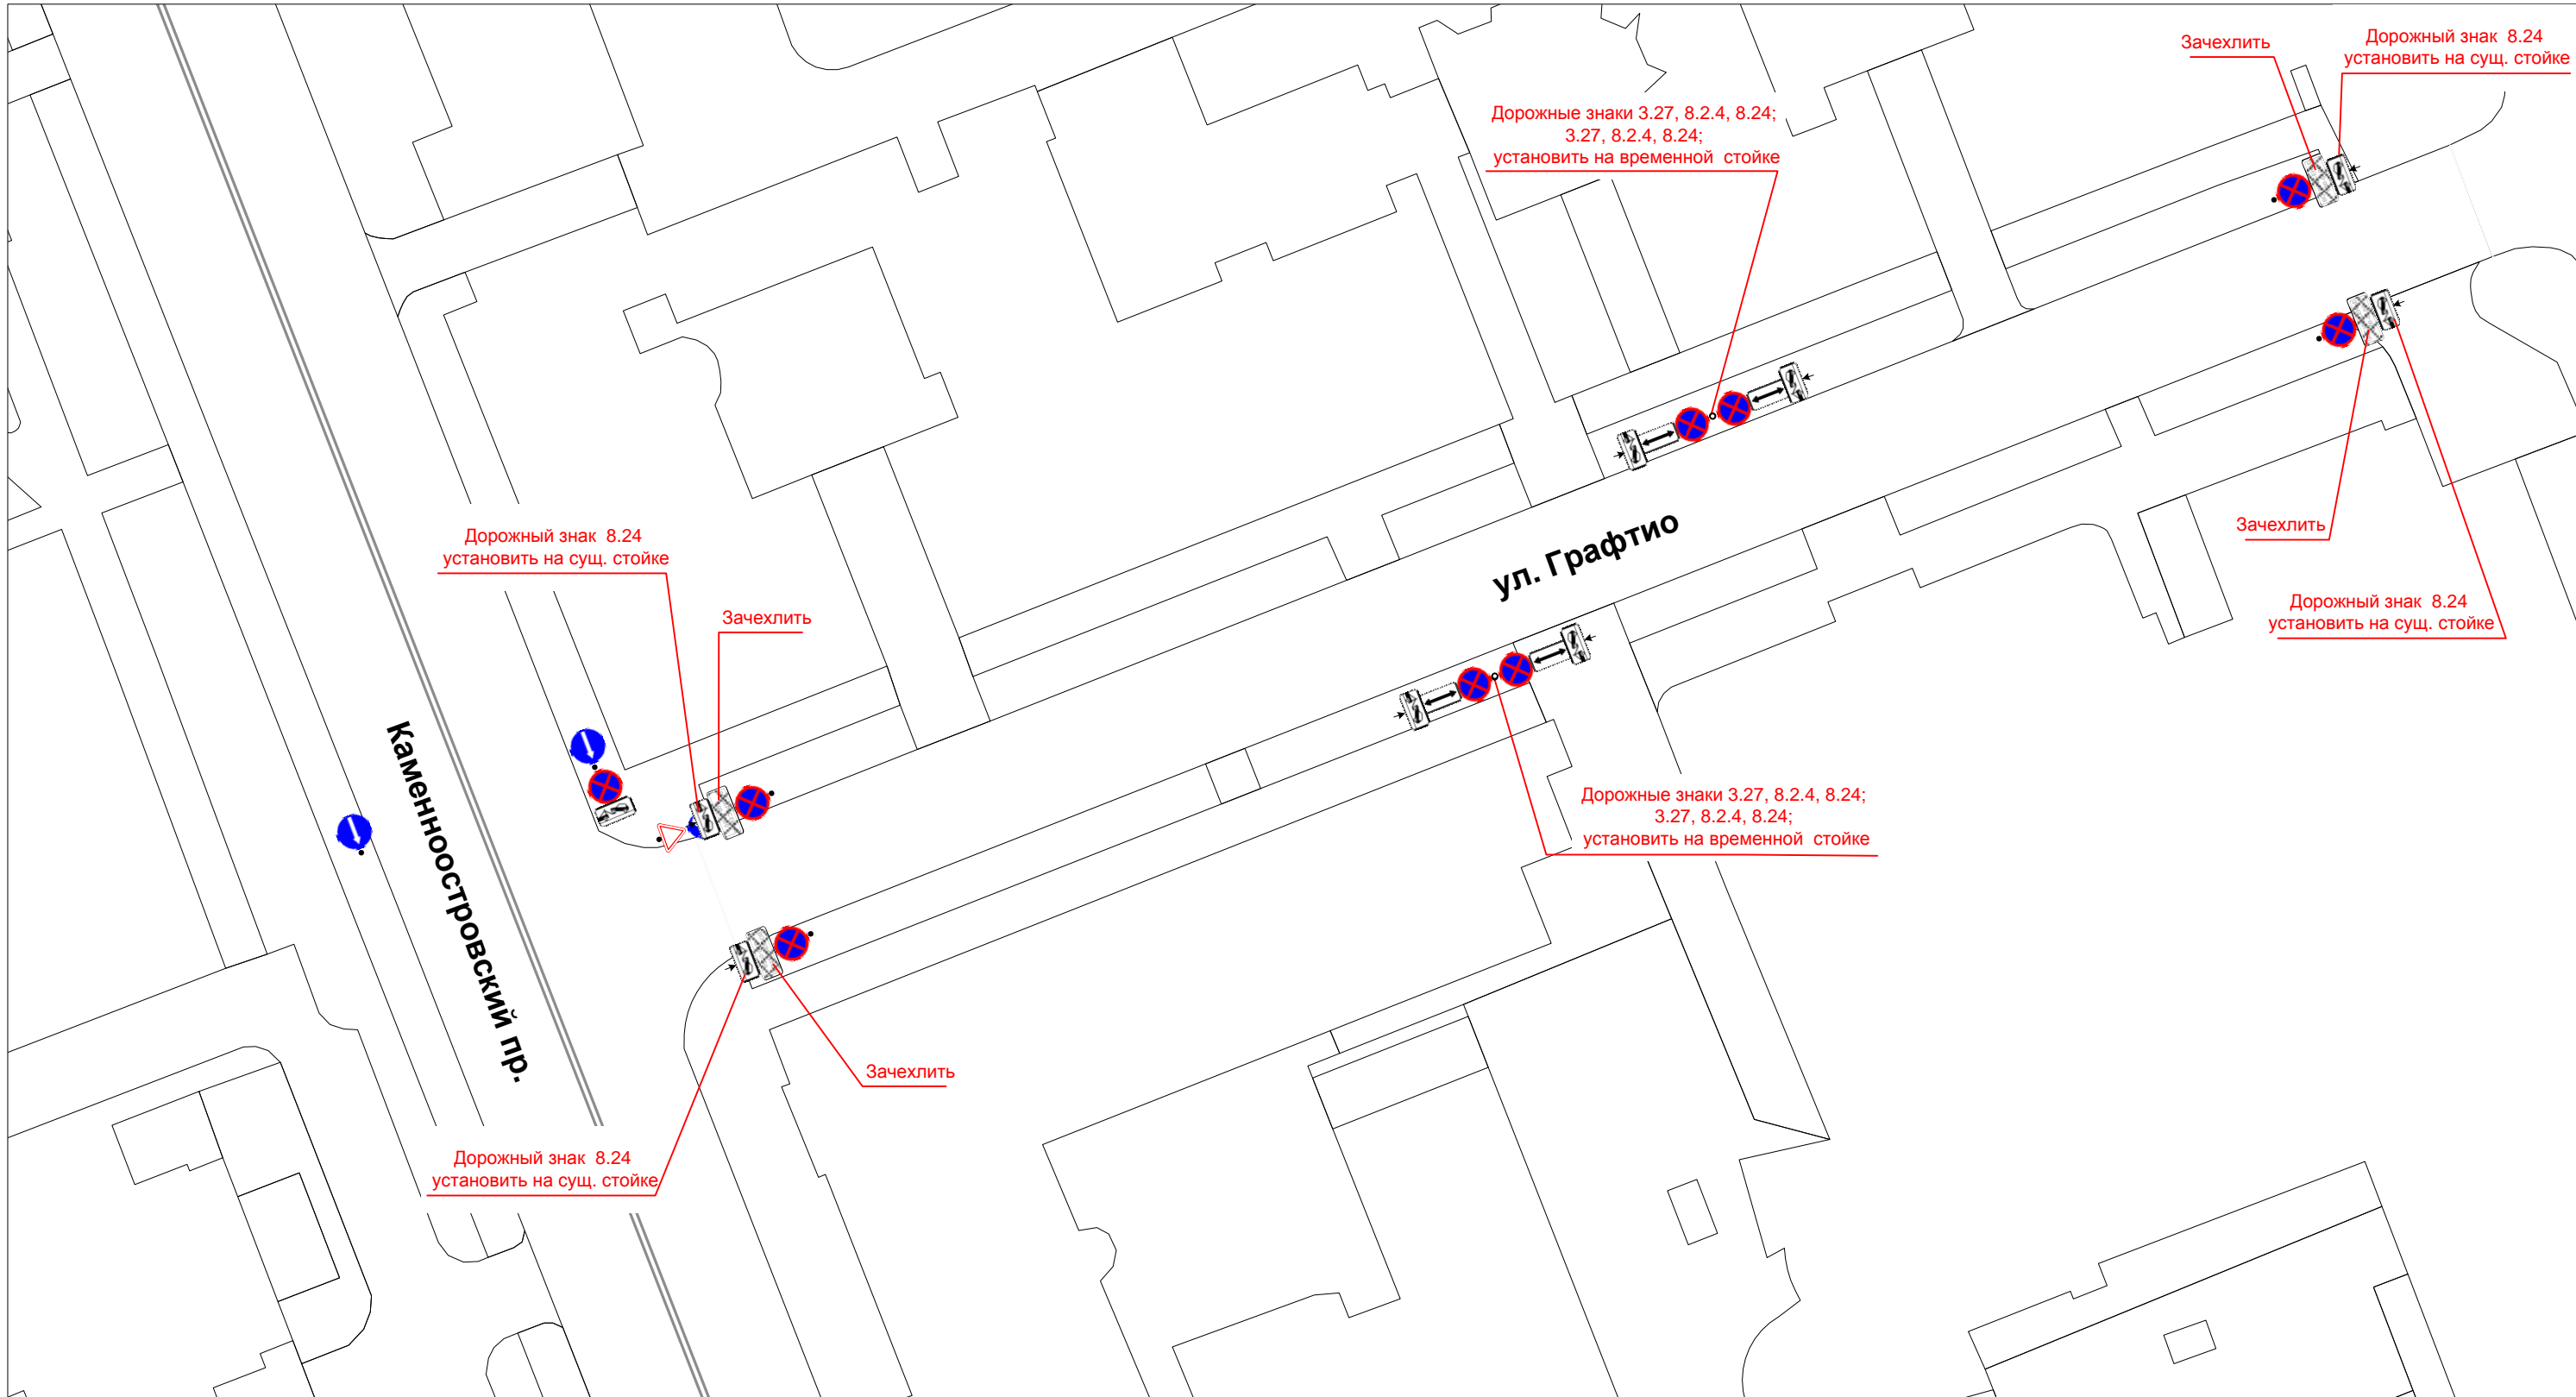 Зачехлить
Дорожный знак 8.24
установить на сущ. стойке
Дорожные знаки 3.27, 8.2.4, 8.24;
3.27, 8.2.4, 8.24;
установить на временной стойке
Дорожный знак 8.24
установить на сущ. стойке
Зачехлить
ул. Графтио
Зачехлить
Дорожный знак 8.24
установить на сущ. стойке
Каменноостровский пр.
Дорожные знаки 3.27, 8.2.4, 8.24;
3.27, 8.2.4, 8.24;
установить на временной стойке
Зачехлить
Дорожный знак 8.24
установить на сущ. стойке